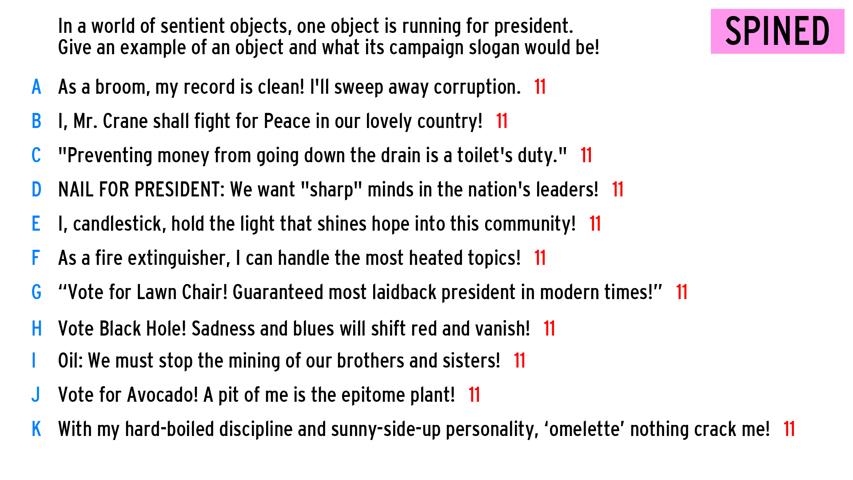 In a world of sentient objects, one object is running for president.
Give an example of an object and what its campaign slogan would be!
SPINED
A As a broom, my record is clean! I'll sweep away corruption. 11
B I, Mr. Crane shall fight for Peace in our lovely country! 11
C "Preventing money from going down the drain is a toilet's duty." 11
D NAIL FOR PRESIDENT: We want "sharp" minds in the nation's leaders! 11
E I, candlestick, hold the light that shines hope into this community! 11
F As a fire extinguisher, I can handle the most heated topics! 11
G “Vote for Lawn Chair! Guaranteed most laidback president in modern times!” 11
H Vote Black Hole! Sadness and blues will shift red and vanish! 11
I Oil: We must stop the mining of our brothers and sisters! 11
J Vote for Avocado! A pit of me is the epitome plant! 11
K With my hard-boiled discipline and sunny-side-up personality, ‘omelette’ nothing crack me! 11